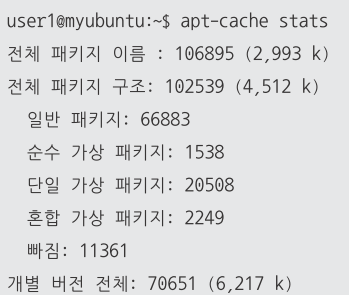 user1@myubuntu:~$ apt-cache stats
전체 패키지 이름 : 106895 (2,993 k)
전체 패키지 구조: 102539 (4,512 k)
일반 패키지: 66883
순수 가상 패키지: 1538
단일 가상 패키지: 20508
혼합 가상 패키지: 2249
빠짐: 11361
개별 버전 전체: 70651 (6,217 k)